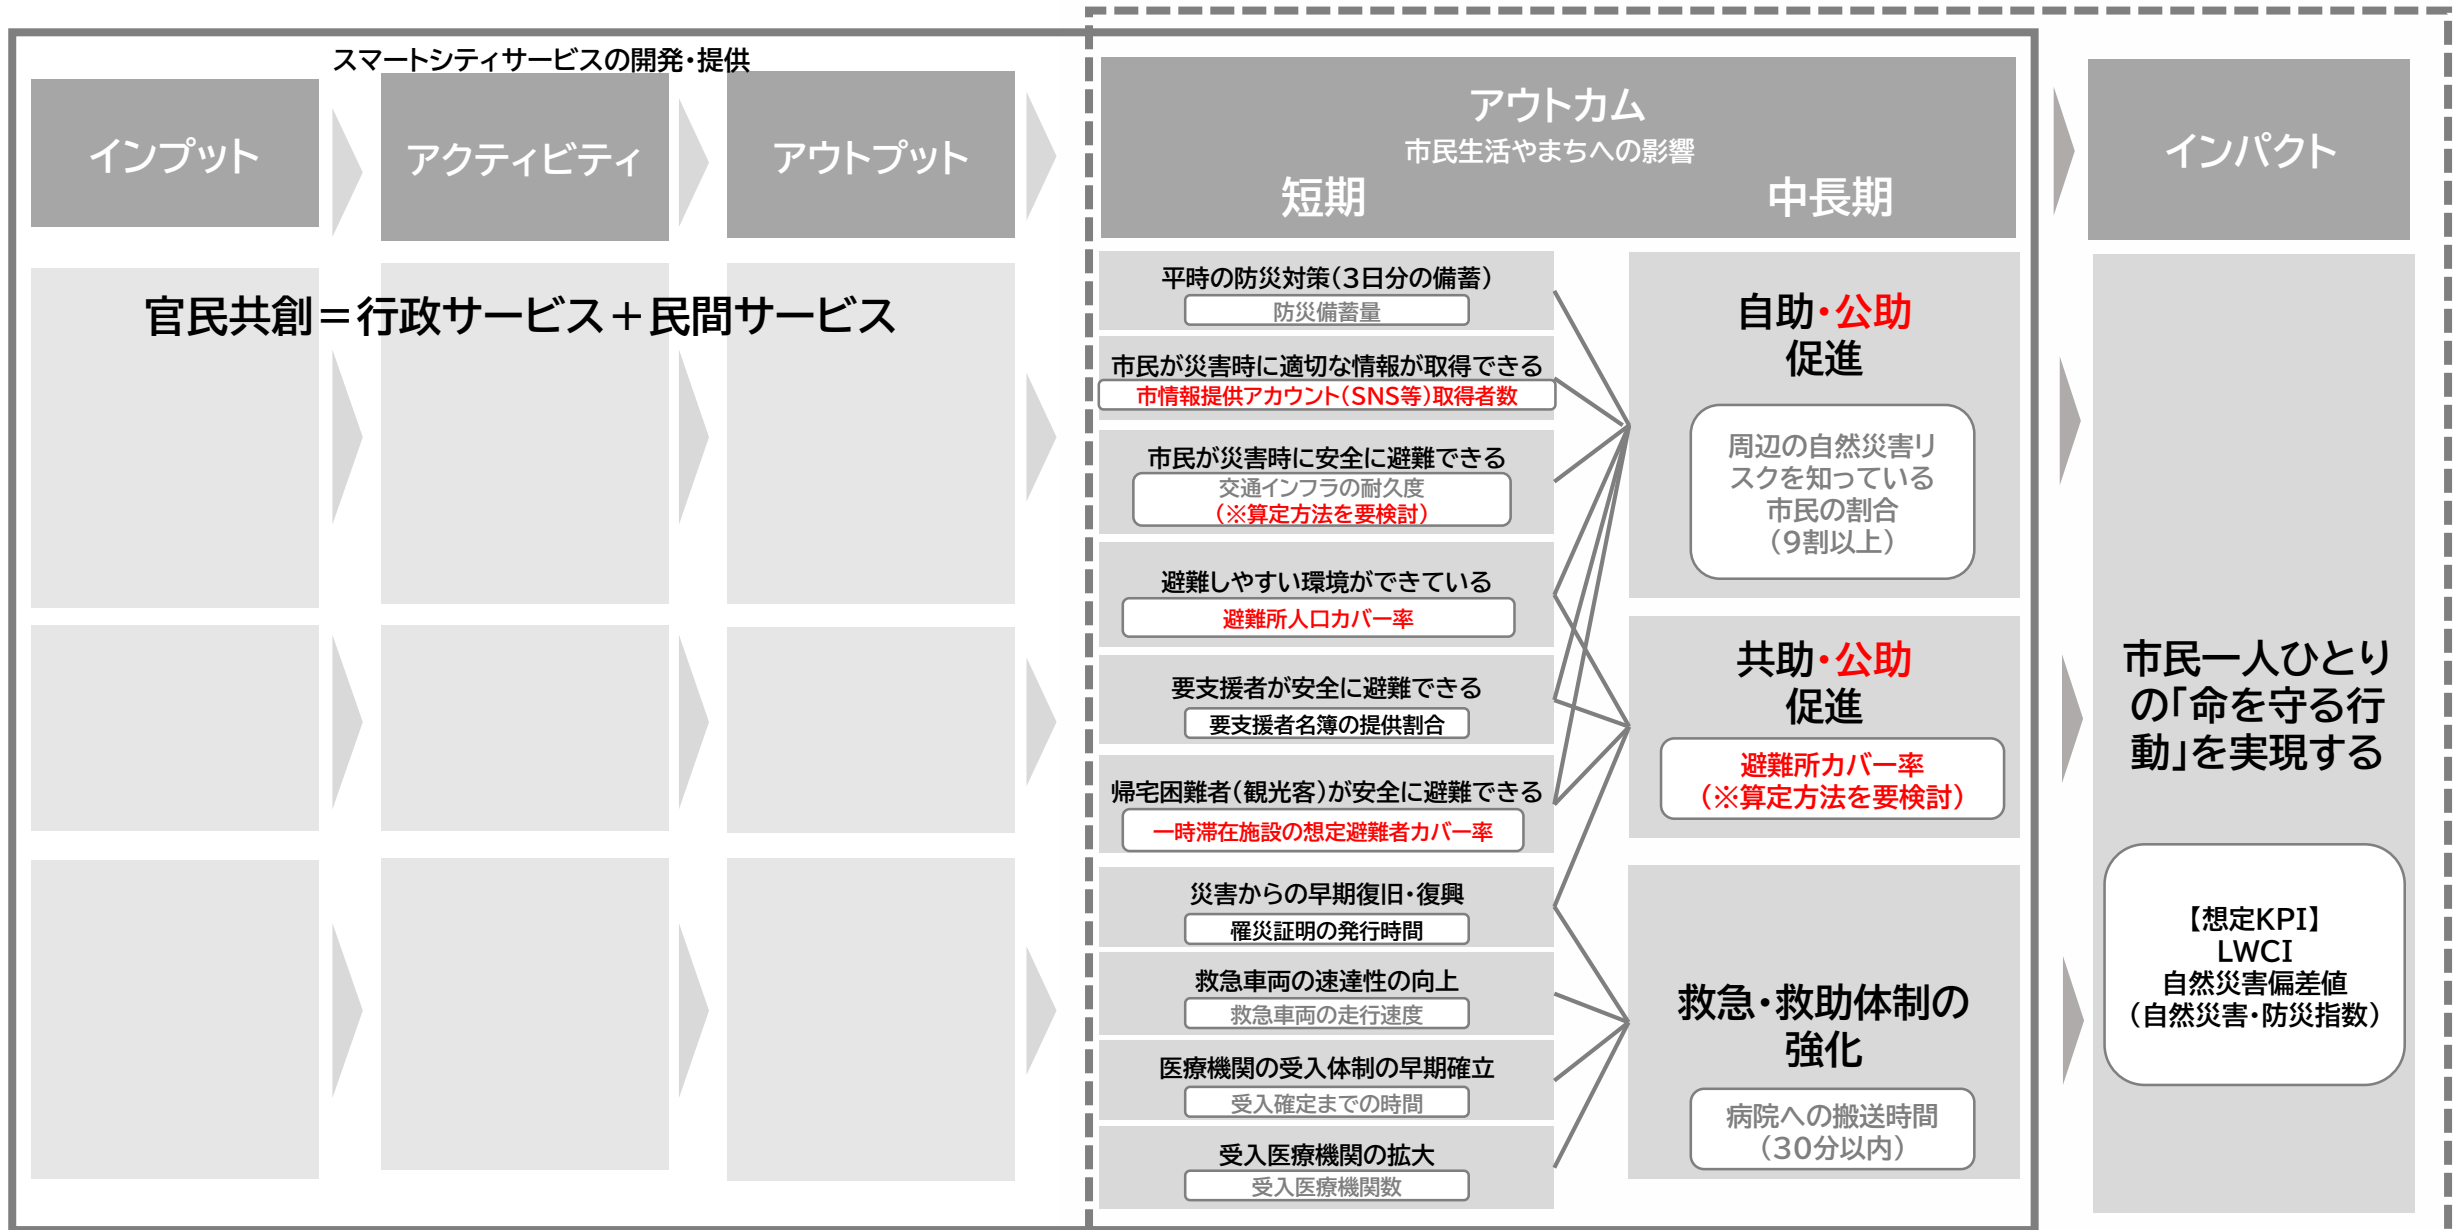 スマートシティサービスの開発・提供
インプット
アクティビティ
アウトプット
アウトカム
市民生活やまちへの影響
短期
中長期
インパクト
官民共創＝行政サービス＋民間サービス
平時の防災対策（3日分の備蓄）
防災備蓄量
市民が災害時に適切な情報が取得できる
市情報提供アカウント（SNS等）取得者数
市民が災害時に安全に避難できる
交通インフラの耐久度
（※算定方法を要検討）
避難しやすい環境ができている
避難所人口カバー率
要支援者が安全に避難できる
要支援者名簿の提供割合
帰宅困難者（観光客）が安全に避難できる
一時滞在施設の想定避難者カバー率
災害からの早期復旧・復興
罹災証明の発行時間
救急車両の速達性の向上
救急車両の走行速度
医療機関の受入体制の早期確立
受入確定までの時間
受入医療機関の拡大
受入医療機関数
自助・公助
促進
周辺の自然災害リ
スクを知っている
市民の割合
（9割以上）
共助・公助
促進
避難所カバー率
（※算定方法を要検討）
救急・救助体制の
強化
病院への搬送時間
（30分以内）
市民一人ひとり
の「命を守る行
動」を実現する
【想定KPI】
LWCI
自然災害偏差値
（自然災害・防災指数）